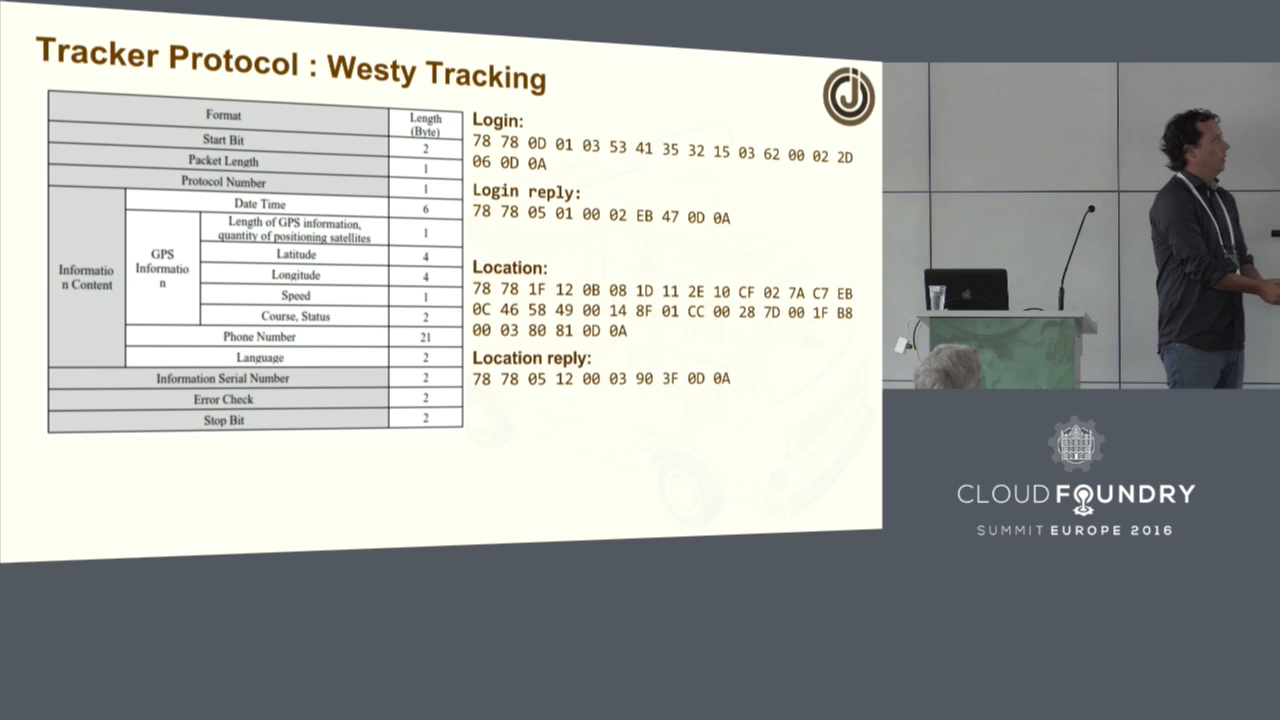 Tracker Protocol : Westy Tracking
Format
Length
(Byte)
Start Bit
2
Packet Length
1
Protocol Number
1
Informatio
n Content
Date Time
6
GPS
Informatio
n
Length of GPS information,
quantity of positioning satellites
1
Latitude
4
Longitude
4
Speed
1
Course, Status
2
Phone Number
21
Language
2
Information Serial Number
2
Error Check
2
Stop Bit
2
Login:
78 78 0D 01 03 53 41 35 32 15 03 62 00 02 2D
06 0D 0A
Login reply:
78 78 05 01 00 02 EB 47 0D 0A
Location:
78 78 1F 12 0B 08 1D 11 2E 10 CF 02 7A C7 EB
0C 46 58 49 00 14 8F 01 CC 00 28 7D 00 1F B8
00 03 80 81 0D 0A
Location reply:
78 78 05 12 00 03 90 3F 0D 0A
CLOUD FOUNDRY
SUMMIT EUROPE 2016